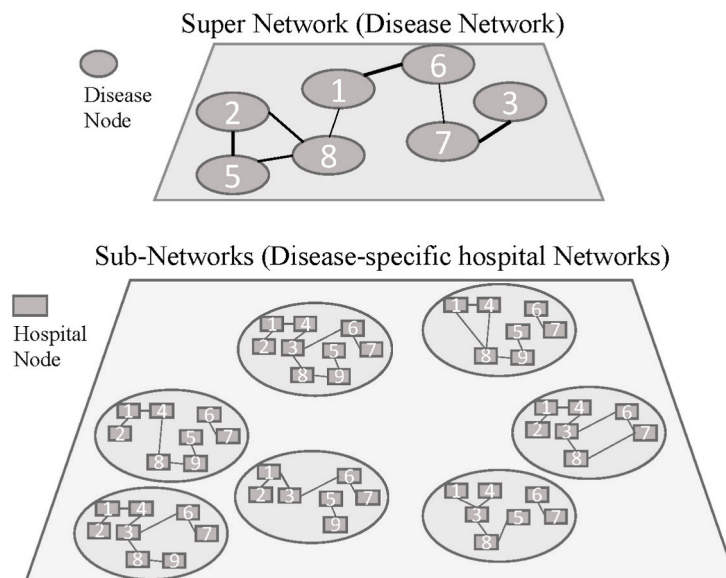 Super Network (Disease Network)
Disease
Node
6
1
3
2
7
8
5
Sub-Networks (Disease-specific hospital Networks)
Hospital
Node
1 4 6
2 3 5 7
8 9
1 4 6
5 7
8 9
1 4 6
2 5 7
8 9
1 4 6
2 3 7
8
1 6
2 3 5 7
9
1 4 6
3 5 7
8
1 4 6
2 3 7
8 9